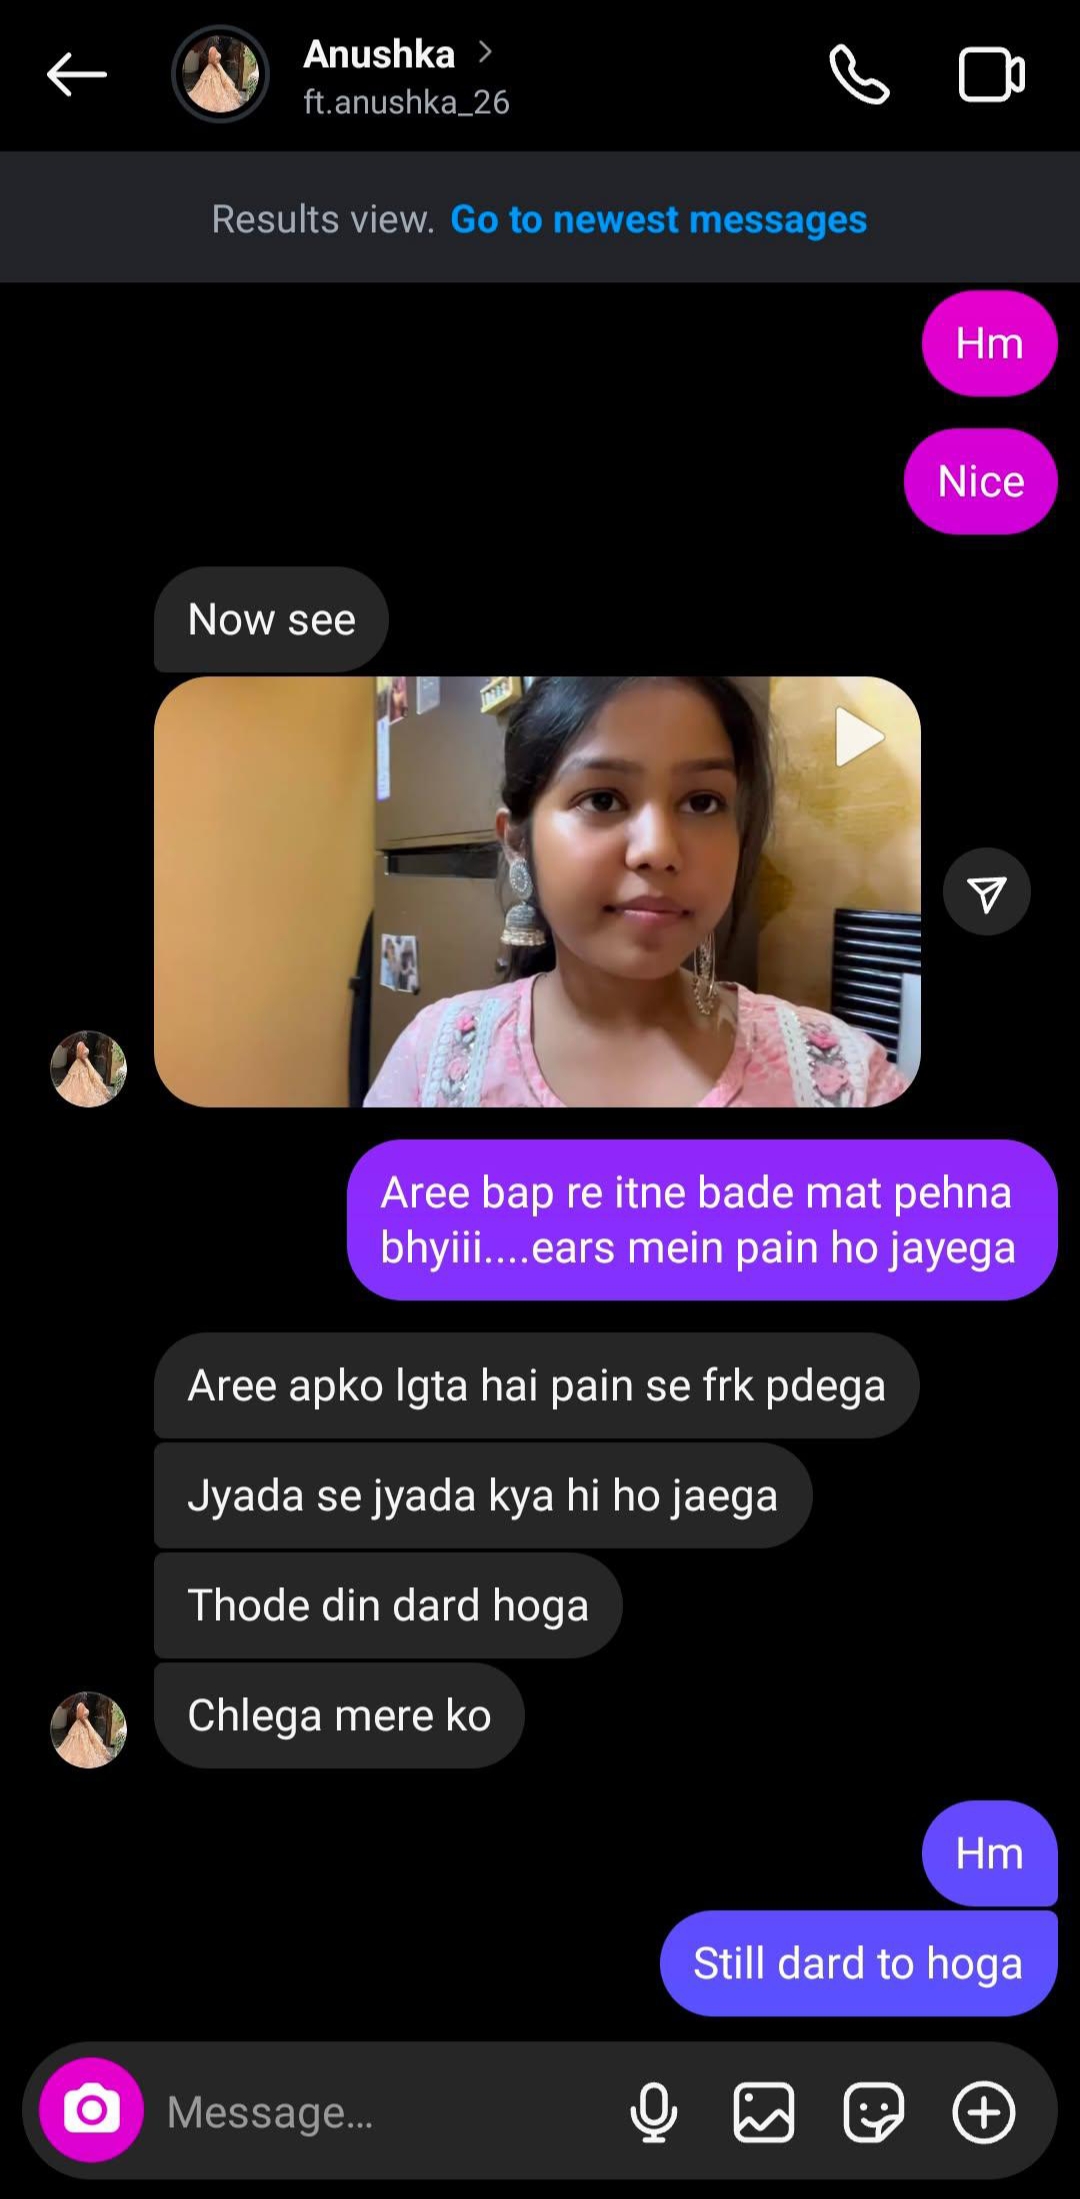 Anushka
ft.anushka_26
Results view. Go to newest messages
Hm
Nice
Now see
Aree bap re itne bade mat pehna
bhyiii....ears mein pain ho jayega
Aree apko lgta hai pain se frk pdega
Jyada se jyada kya hi ho jaega
Thode din dard hoga
Chlega mere ko
Hm
Still dard to hoga
Message...